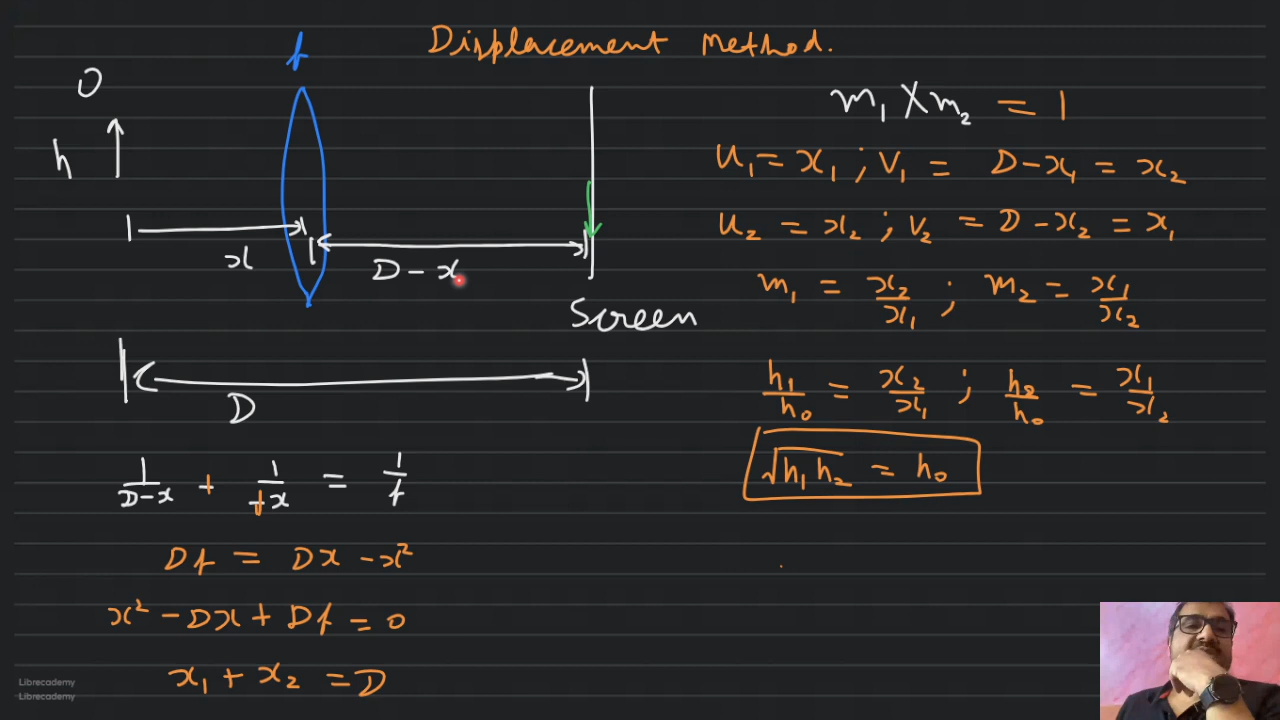 Displacement Method.
f
O
h
x
D - x
Screen
D
1/(D-x) + 1/(+x) = 1/f
Df = Dx - x²
x² - Dx + Df = 0
x₁ + x₂ = D
m₁ X m₂ = 1
u₁ = x₁ ; v₁ = D - x₁ = x₂
u₂ = x₂ ; v₂ = D - x₂ = x₁
m₁ = x₂/x₁ ; m₂ = x₁/x₂
h₁/h₀ = x₂/x₁ ; h₂/h₀ = x₁/x₂
√h₁h₂ = h₀
Librecademy
Librecademy